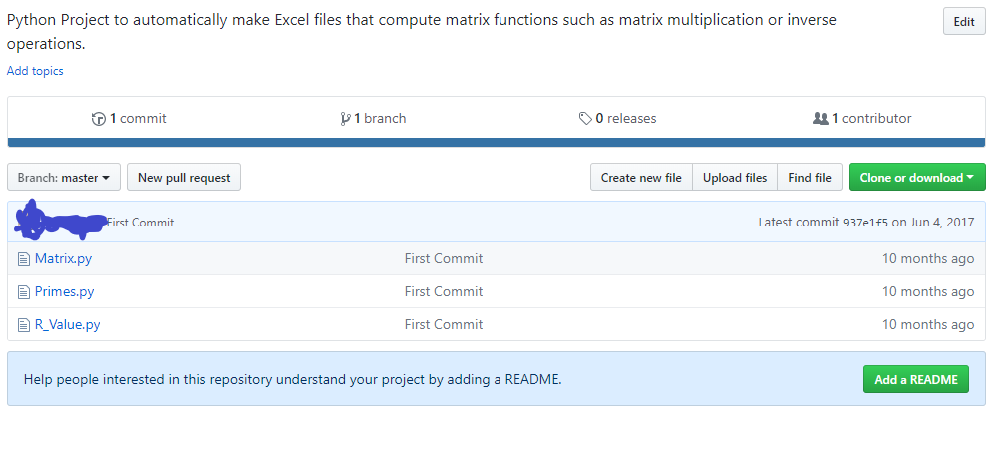 Python Project to automatically make Excel files that compute matrix functions such as matrix multiplication or inverse
operations.
Edit
Add topics
1 commit 1 branch 0 releases 1 contributor
Branch: master New pull request Create new file Upload files Find file Clone or download
First Commit Latest commit 937e1f5 on Jun 4, 2017
Matrix.py First Commit 10 months ago
Primes.py First Commit 10 months ago
R_Value.py First Commit 10 months ago
Help people interested in this repository understand your project by adding a README. Add a README